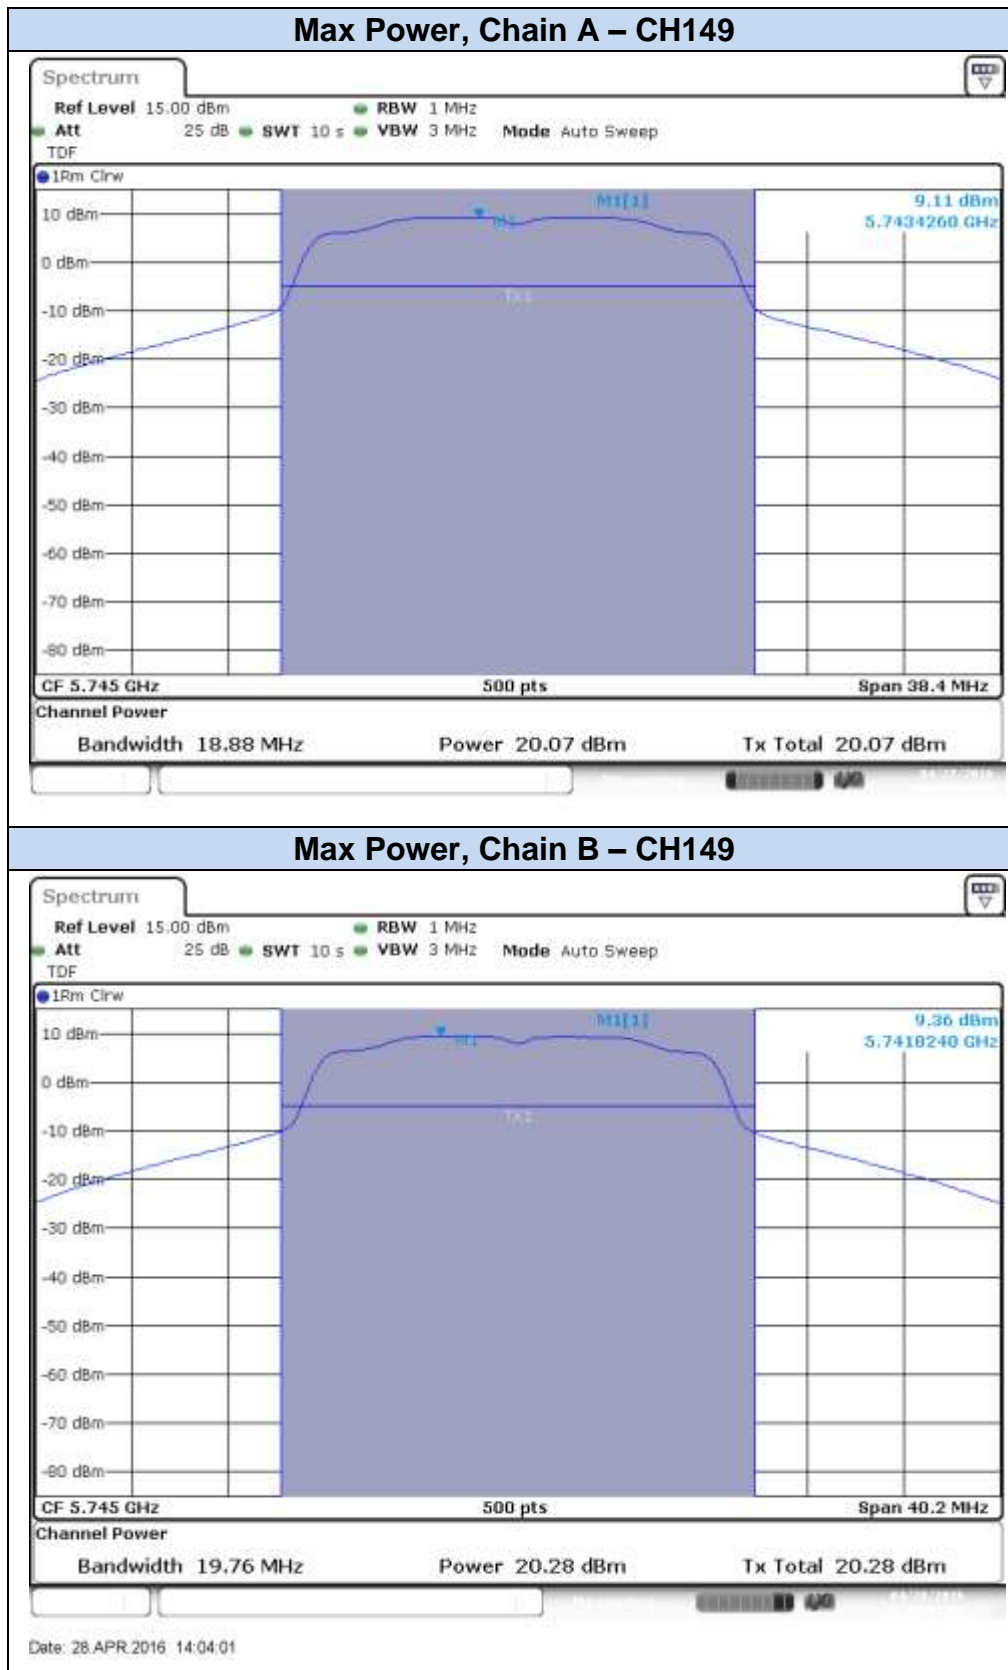 Max Power, Chain A – CH149
Spectrum
Ref Level 15.00 dBm RBW 1 MHz
Att 25 dB SWT 10 s VBW 3 MHz Mode Auto Sweep
TDF
1Rm Clrw
M1[1] 9.11 dBm
5.7434260 GHz
10 dBm
0 dBm
TX1
-10 dBm
-20 dBm
-30 dBm
-40 dBm
-50 dBm
-60 dBm
-70 dBm
-80 dBm
CF 5.745 GHz 500 pts Span 38.4 MHz
Channel Power
Bandwidth 18.88 MHz Power 20.07 dBm Tx Total 20.07 dBm
Max Power, Chain B – CH149
Spectrum
Ref Level 15.00 dBm RBW 1 MHz
Att 25 dB SWT 10 s VBW 3 MHz Mode Auto Sweep
TDF
1Rm Clrw
M1[1] 9.36 dBm
5.7418240 GHz
10 dBm
M1
0 dBm
TX1
-10 dBm
-20 dBm
-30 dBm
-40 dBm
-50 dBm
-60 dBm
-70 dBm
-80 dBm
CF 5.745 GHz 500 pts Span 40.2 MHz
Channel Power
Bandwidth 19.76 MHz Power 20.28 dBm Tx Total 20.28 dBm
Date: 28.APR.2016 14:04:01